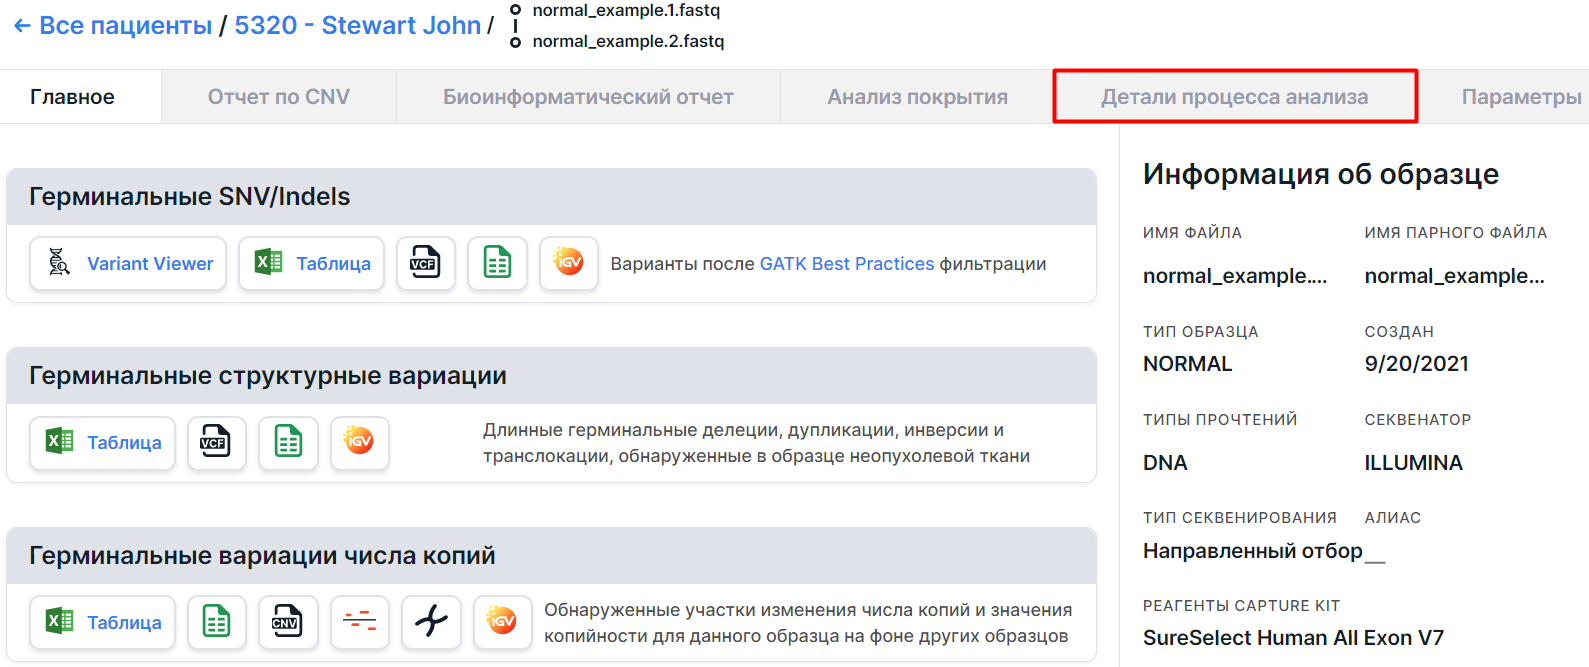 ← Все пациенты / 5320 - Stewart John /
normal_example.1.fastq
normal_example.2.fastq
Главное
Отчет по CNV
Биоинформатический отчет
Анализ покрытия
Детали процесса анализа
Параметры
Герминальные SNV/Indels
Variant Viewer
X
Таблица
VCF
IGV
Варианты после GATK Best Practices фильтрации
Герминальные структурные вариации
X
Таблица
VCF
IGV
Длинные герминальные делеции, дупликации, инверсии и
транслокации, обнаруженные в образце неопухолевой ткани
Герминальные вариации числа копий
X
Таблица
CNV
IGV
Обнаруженные участки изменения числа копий и значения
копийности для данного образца на фоне других образцов
Информация об образце
ИМЯ ФАЙЛА
ИМЯ ПАРНОГО ФАЙЛА
normal_example....
normal_example...
ТИП ОБРАЗЦА
СОЗДАН
NORMAL
9/20/2021
ТИПЫ ПРОЧТЕНИЙ
СЕКВЕНАТОР
DNA
ILLUMINA
ТИП СЕКВЕНИРОВАНИЯ
АЛИАС
Направленный отбор
__
РЕАГЕНТЫ CAPTURE KIT
SureSelect Human All Exon V7